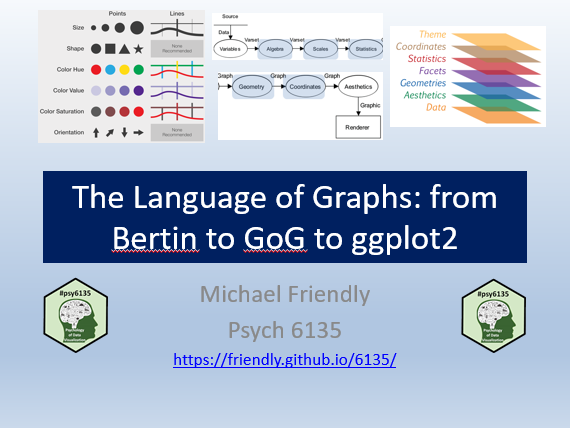 Points
Lines
Size
Shape
None
Recommended
Color Hue
Color Value
Color Saturation
Orientation
None
Recommended
Source
Data
Varset
Varset
Varset
Variables
Algebra
Scales
Statistics
Graph
Graph
Graph
Geometry
Coordinates
Aesthetics
Graphic
Renderer
Theme
Coordinates
Statistics
Facets
Geometries
Aesthetics
Data
The Language of Graphs: from
Bertin to GoG to ggplot2
Michael Friendly
Psych 6135
https://friendly.github.io/6135/
#psy6135
Psychology
of Data
Visualization
#psy6135
Psychology
of Data
Visualization